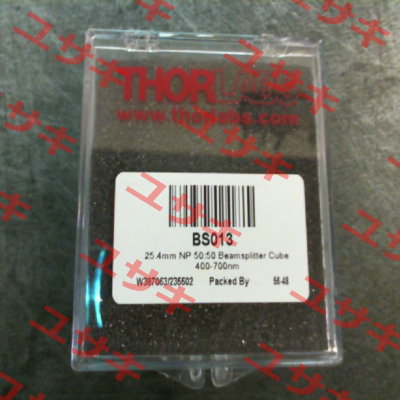 THORLABS
www.thorlabs.com
BS013
25.4mm NP 50:50 Beamsplitter Cube
400-700nm
W387063/235502 Packed By 56-48
ユサキ
ユサキ
ユサキ
ユサキ
ユサキ
ユサキ